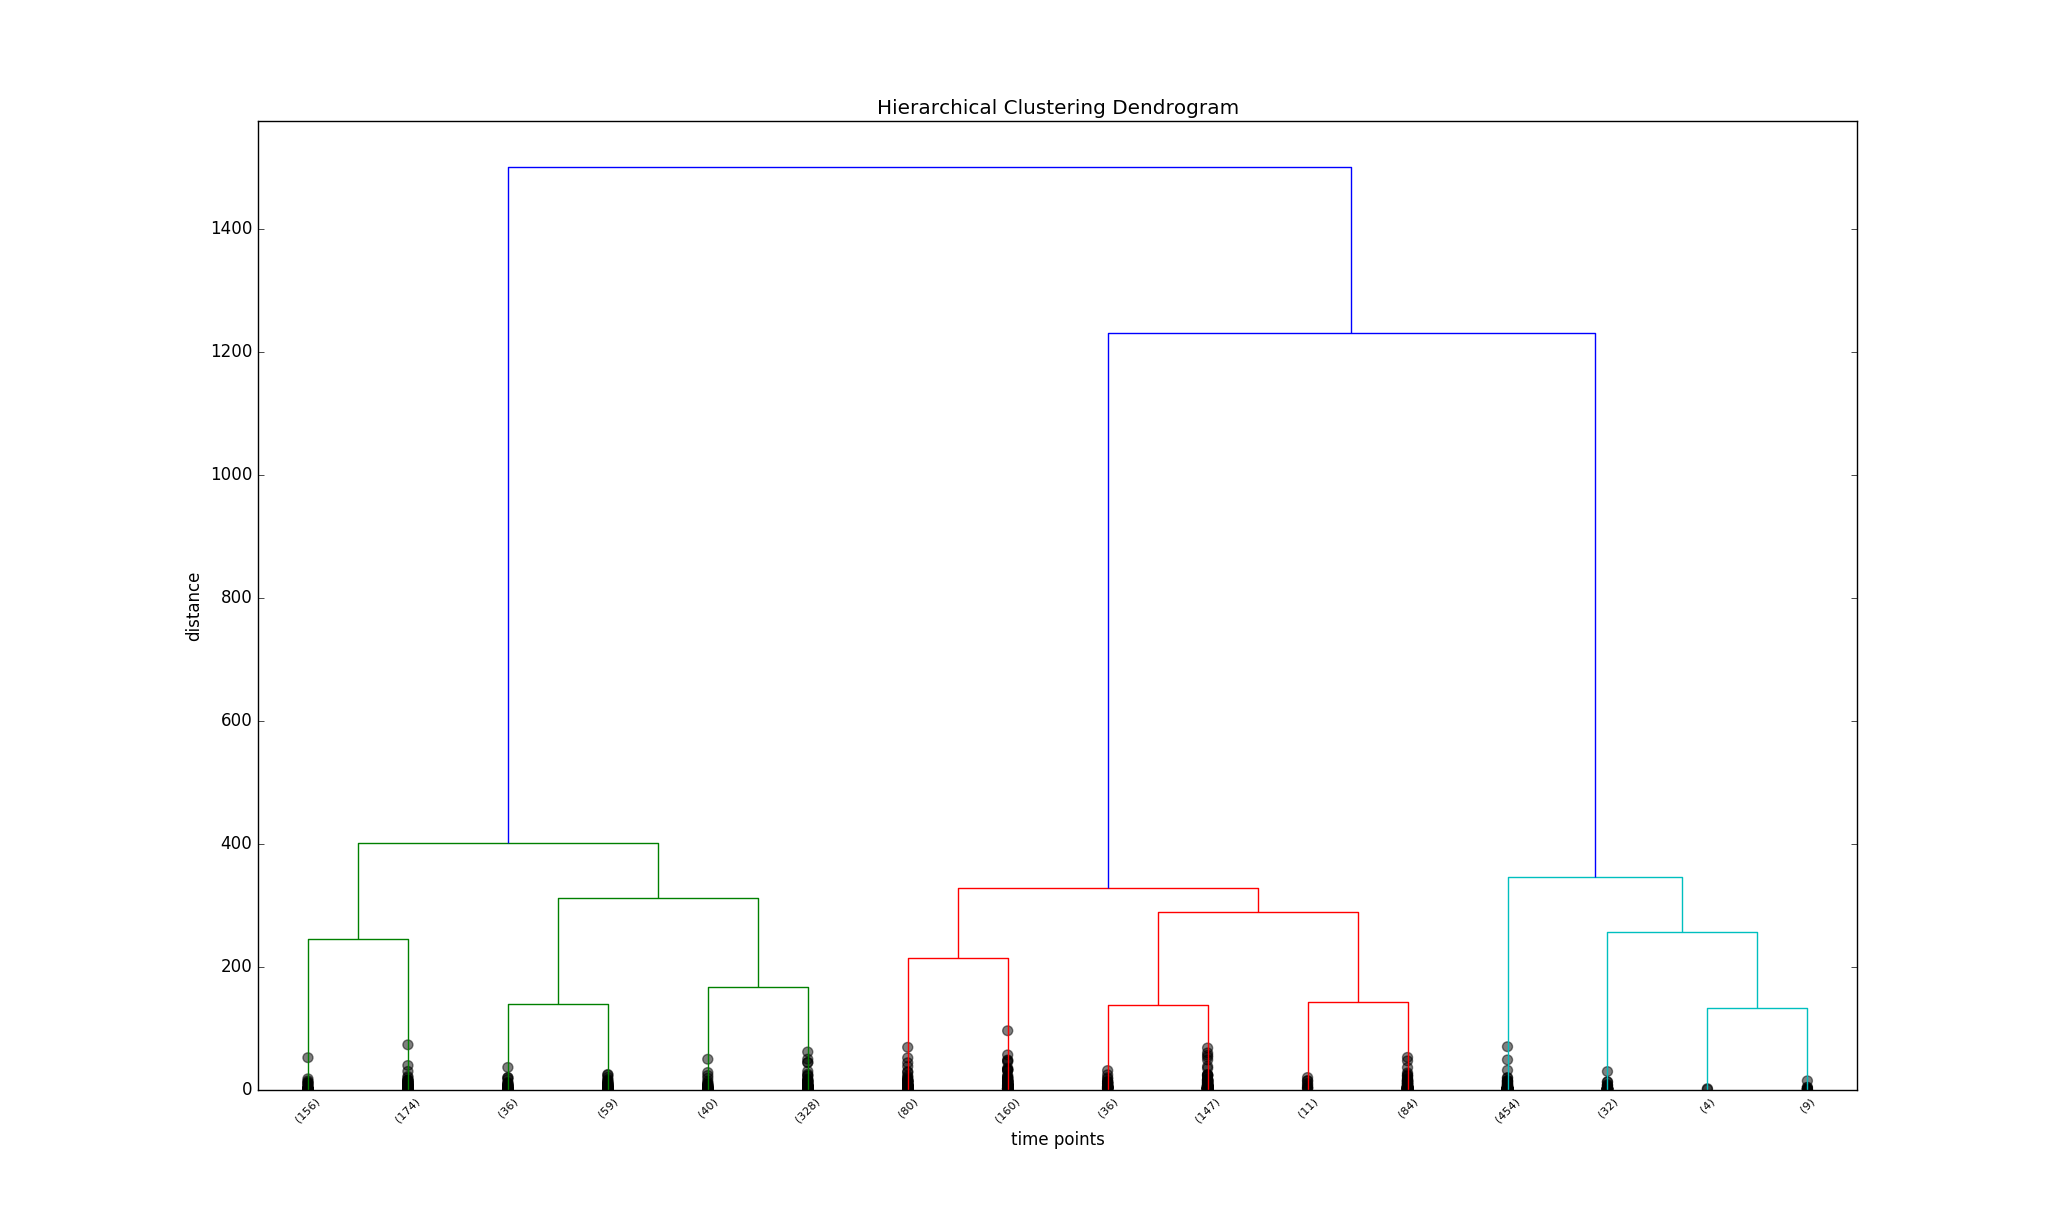 Hierarchical Clustering Dendrogram
1400
1200
1000
800
600
400
200
0
distance
(156) (174) (36) (59) (40) (328) (80) (160) (36) (147) (11) (84) (454) (32) (4) (9)
time points